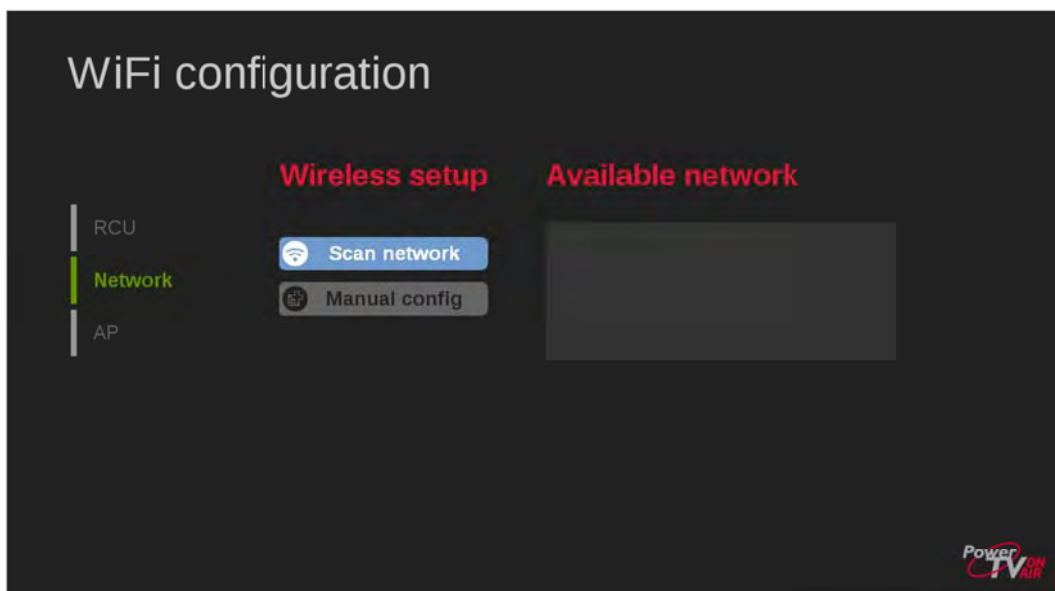 WiFi configuration
Wireless setup
Available network
RCU
Scan network
Network
Manual config
AP
Power
TV ON AIR